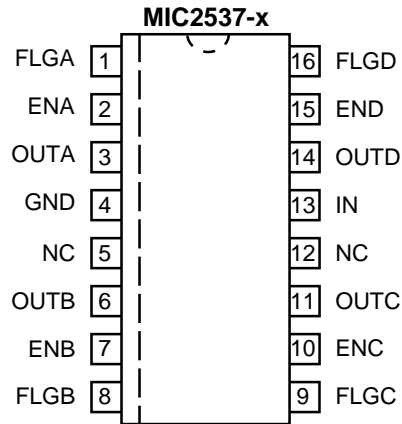 MIC2537-x
FLGA 1 16 FLGD
ENA 2 15 END
OUTA 3 14 OUTD
GND 4 13 IN
NC 5 12 NC
OUTB 6 11 OUTC
ENB 7 10 ENC
FLGB 8 9 FLGC